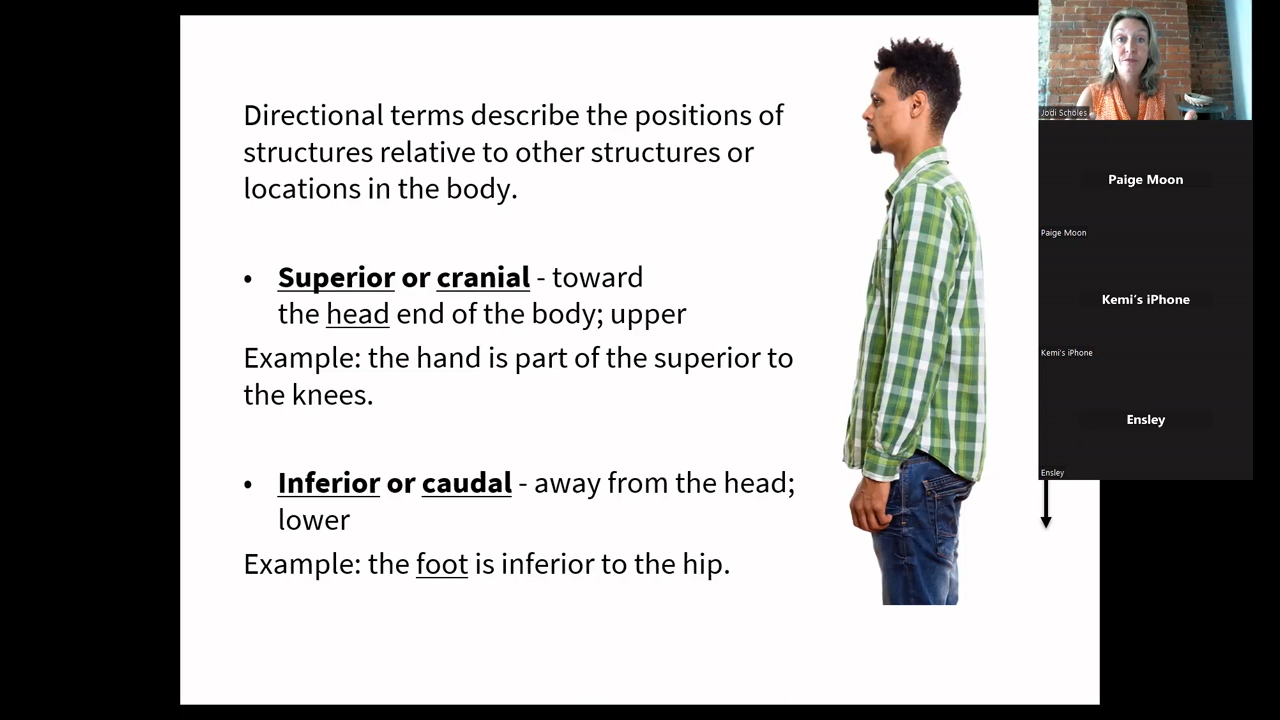 Directional terms describe the positions of
structures relative to other structures or
locations in the body.
• Superior or cranial - toward
the head end of the body; upper
Example: the hand is part of the superior to
the knees.
• Inferior or caudal - away from the head;
lower
Example: the foot is inferior to the hip.
Jodi Scholes
Paige Moon
Paige Moon
Kemi's iPhone
Kemi's iPhone
Ensley
Ensley